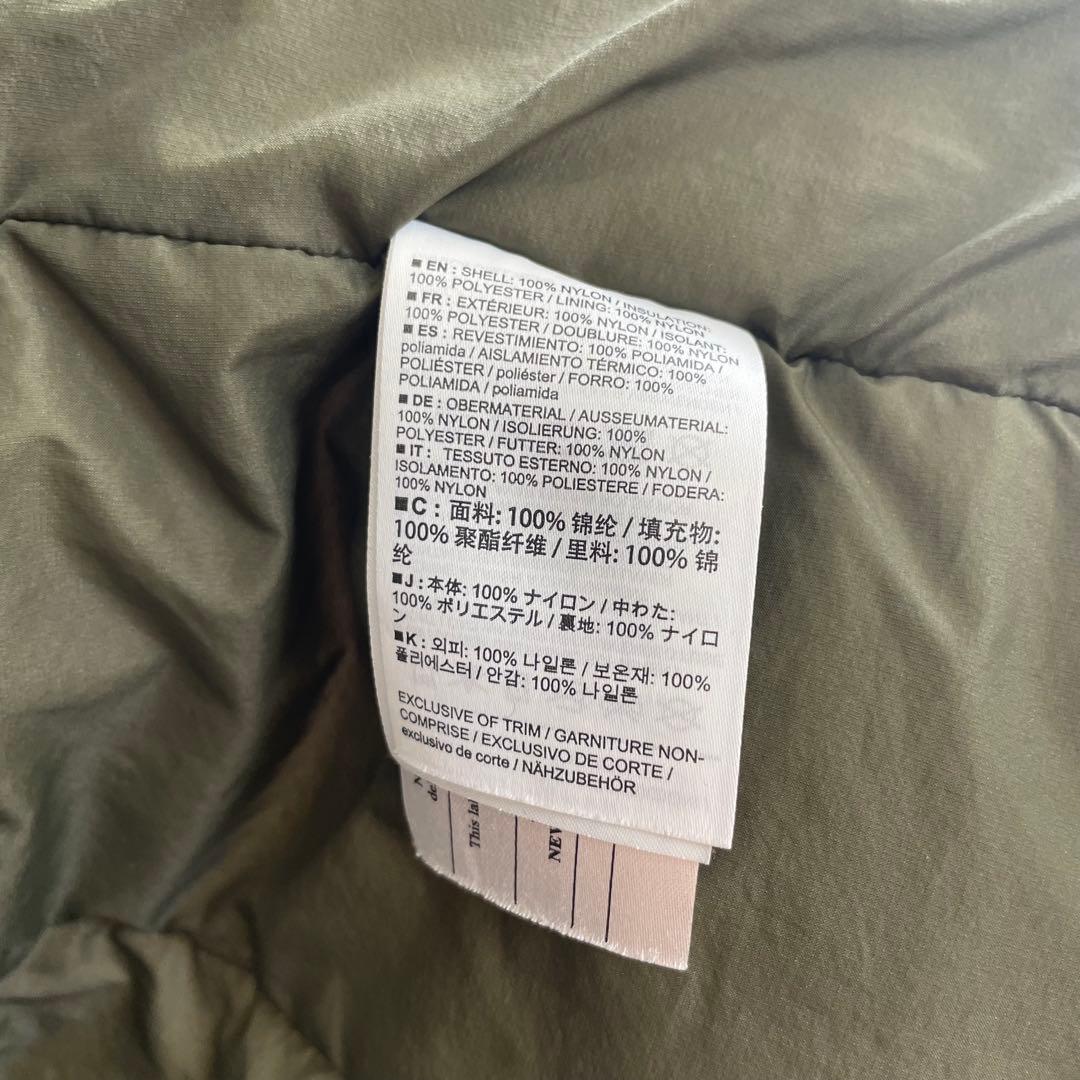 ■ EN : SHELL: 100% NYLON / INSULATION:
100% POLYESTER / LINING: 100% NYLON
■ FR : EXTÉRIEUR: 100% NYLON / ISOLANT:
100% POLYESTER / DOUBLURE: 100% NYLON
■ ES : REVESTIMIENTO: 100% POLIAMIDA /
poliamida / AISLAMIENTO TÉRMICO: 100%
POLIÉSTER / poliéster / FORRO: 100%
POLIAMIDA / poliamida
■ DE : OBERMATERIAL / AUSSEUMATERIAL:
100% NYLON / ISOLIERUNG: 100%
POLYESTER / FUTTER: 100% NYLON
■ IT : TESSUTO ESTERNO: 100% NYLON /
ISOLAMENTO: 100% POLIESTERE / FODERA:
100% NYLON
■ C : 面料: 100% 锦纶 / 填充物:
100% 聚酯纤维 / 里料: 100% 锦
纶
■ J : 本体: 100% ナイロン / 中わた:
100% ポリエステル / 裏地: 100% ナイロ
ン
■ K : 외피: 100% 나일론 / 보온재: 100%
폴리에스터 / 안감: 100% 나일론
EXCLUSIVE OF TRIM / GARNITURE NON-
COMPRISE / EXCLUSIVO DE CORTE /
exclusivo de corte / NÄHZUBEHÖR
This